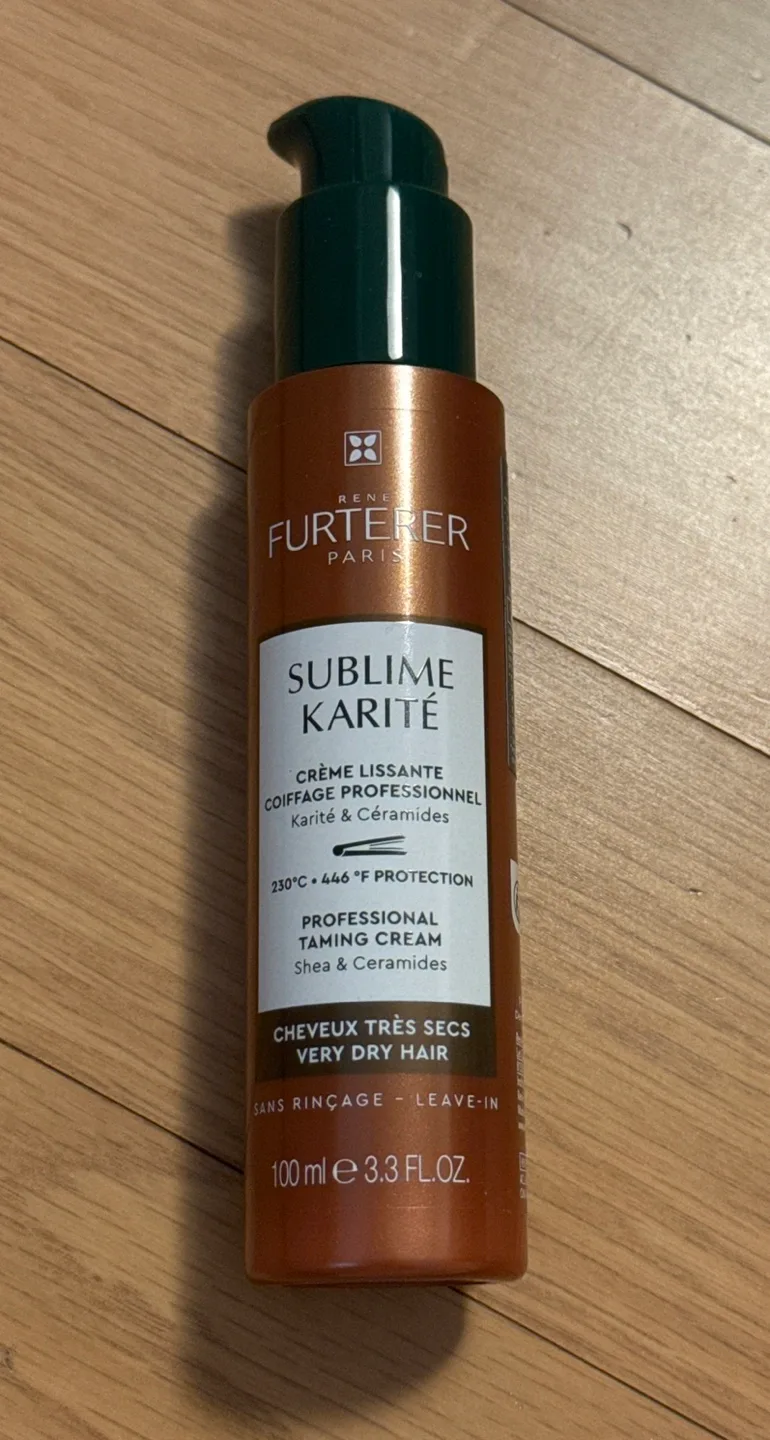 RENE
FURTERER
PARIS
SUBLIME
KARITÉ
CRÈME LISSANTE
COIFFAGE PROFESSIONNEL
Karité & Céramides
230°C • 446 °F PROTECTION
PROFESSIONAL
TAMING CREAM
Shea & Ceramides
CHEVEUX TRÈS SECS
VERY DRY HAIR
SANS RINÇAGE - LEAVE-IN
100 ml e 3.3 FL.OZ.